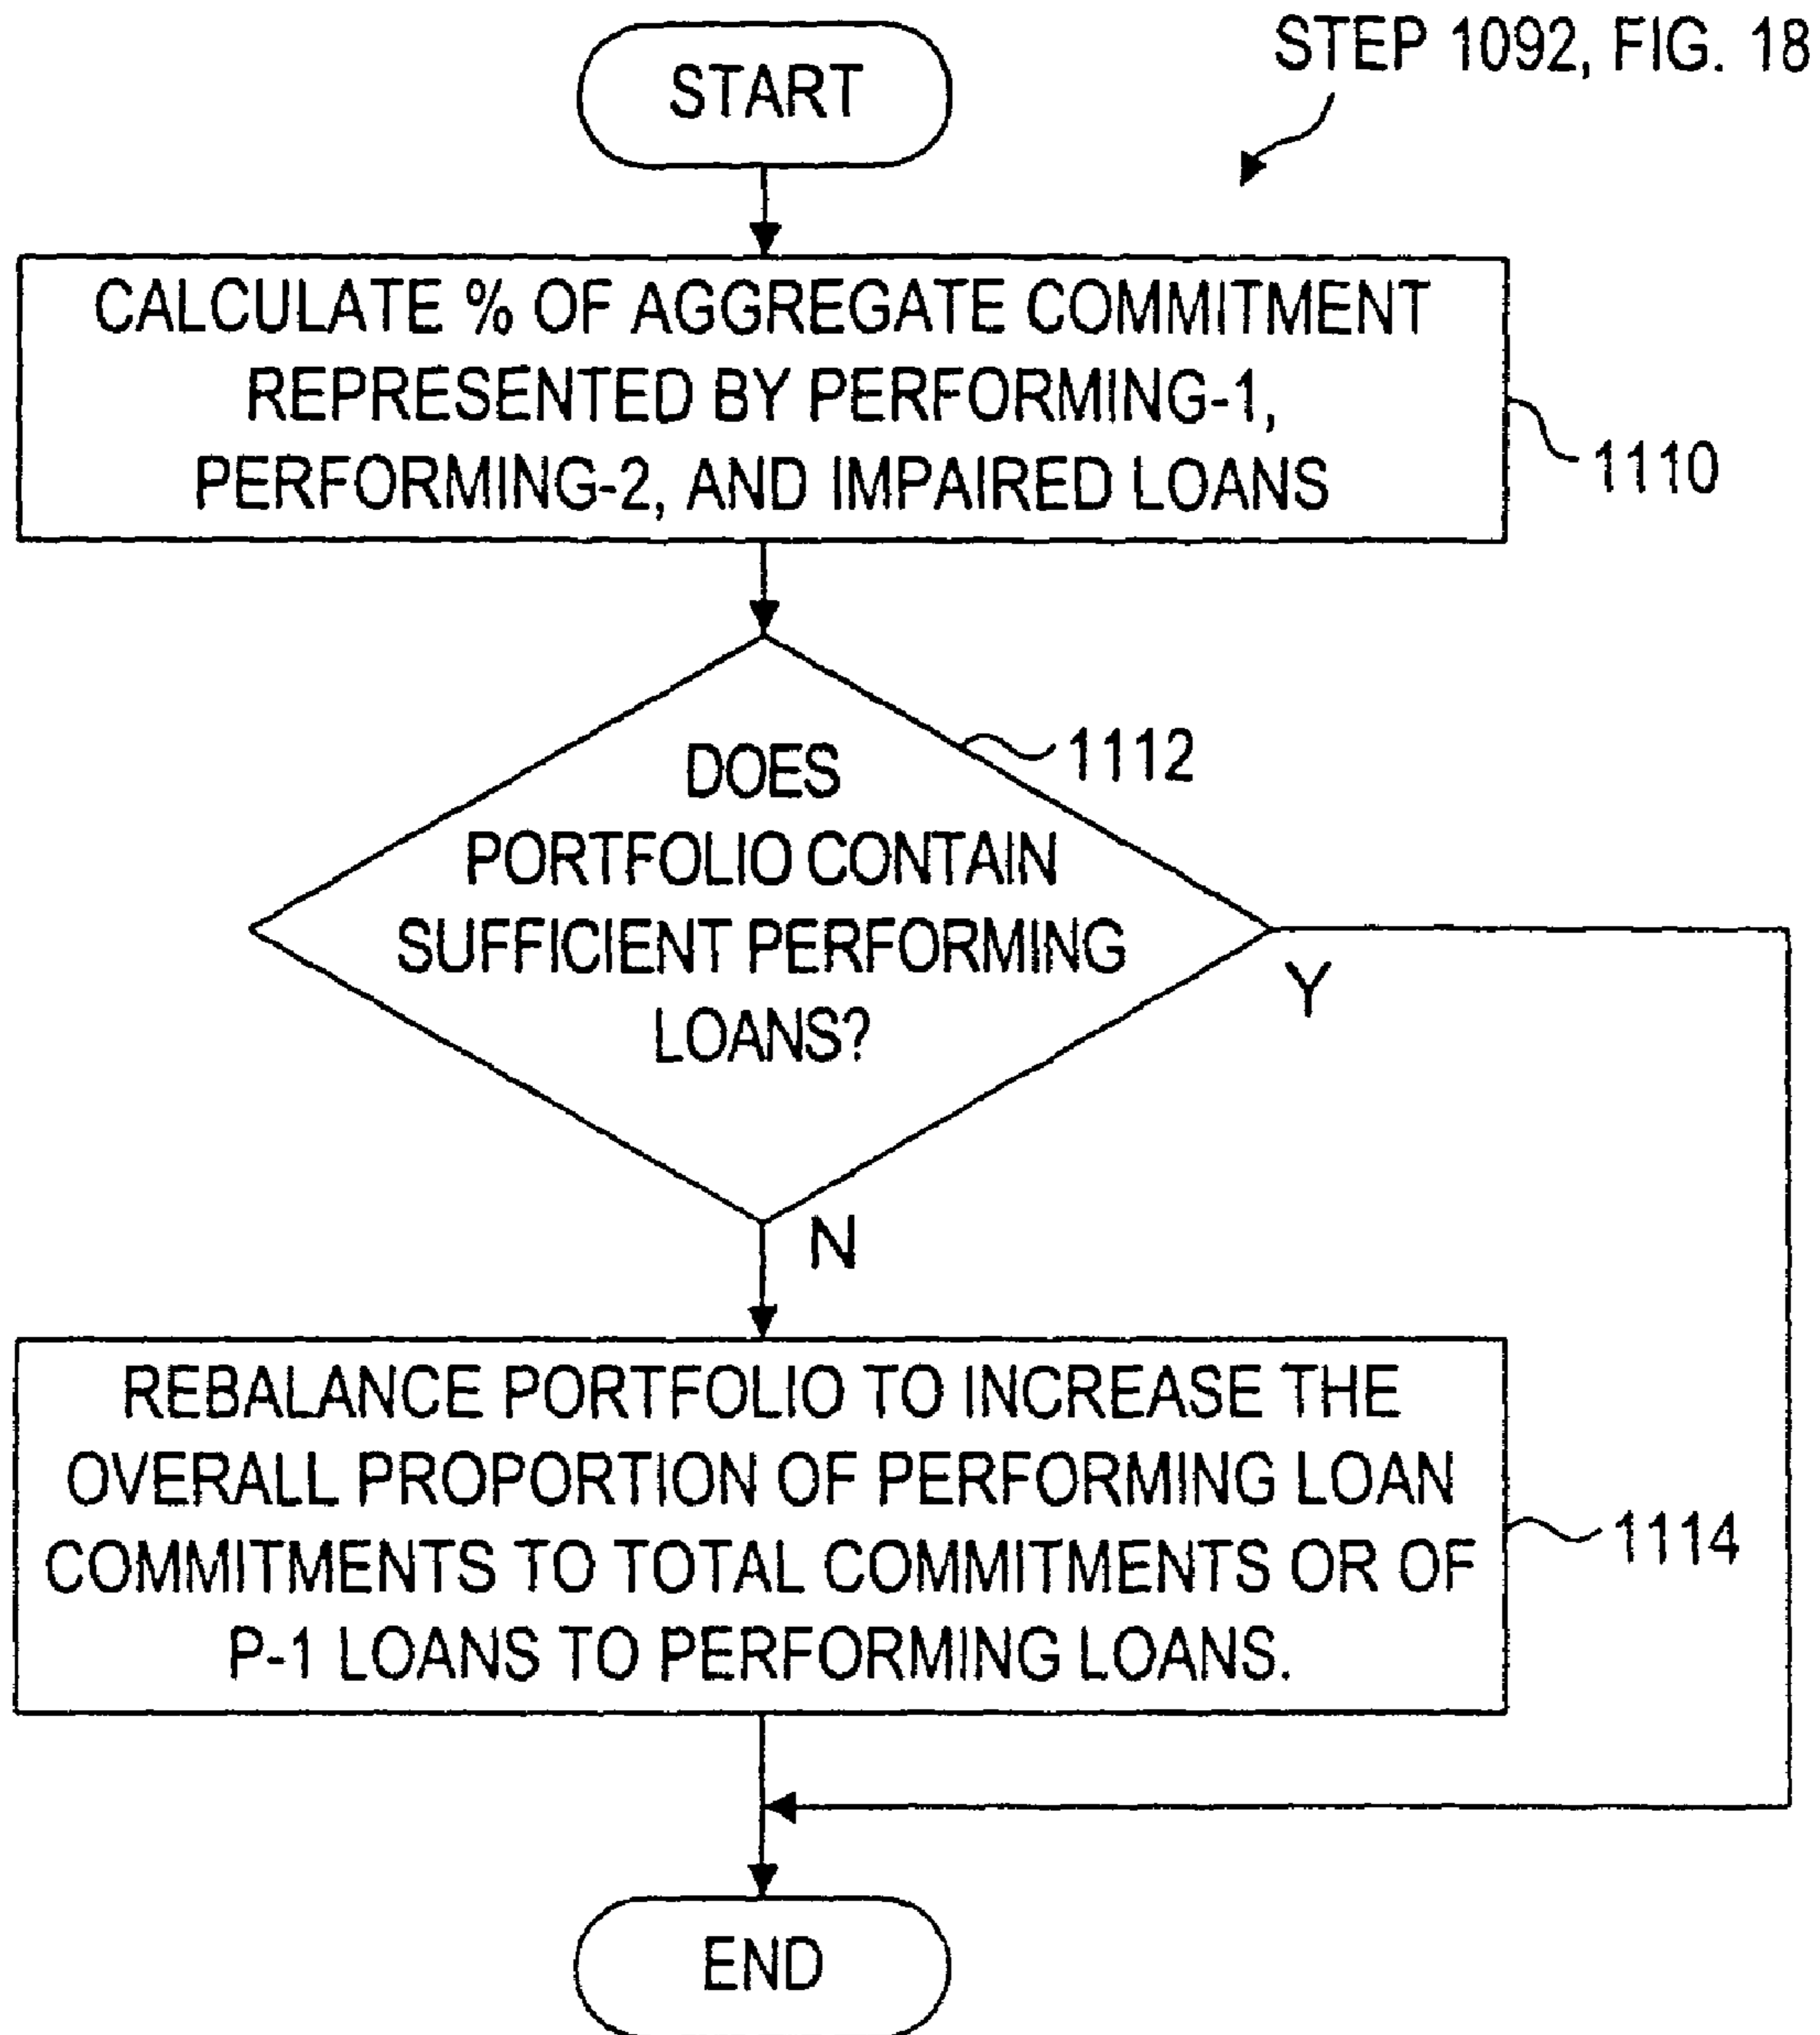 STEP 1092, FIG. 18
START
CALCULATE % OF AGGREGATE COMMITMENT
REPRESENTED BY PERFORMING-1,
PERFORMING-2, AND IMPAIRED LOANS
1110
DOES
PORTFOLIO CONTAIN
SUFFICIENT PERFORMING
LOANS?
1112
Y
N
REBALANCE PORTFOLIO TO INCREASE THE
OVERALL PROPORTION OF PERFORMING LOAN
COMMITMENTS TO TOTAL COMMITMENTS OR OF
P-1 LOANS TO PERFORMING LOANS.
1114
END